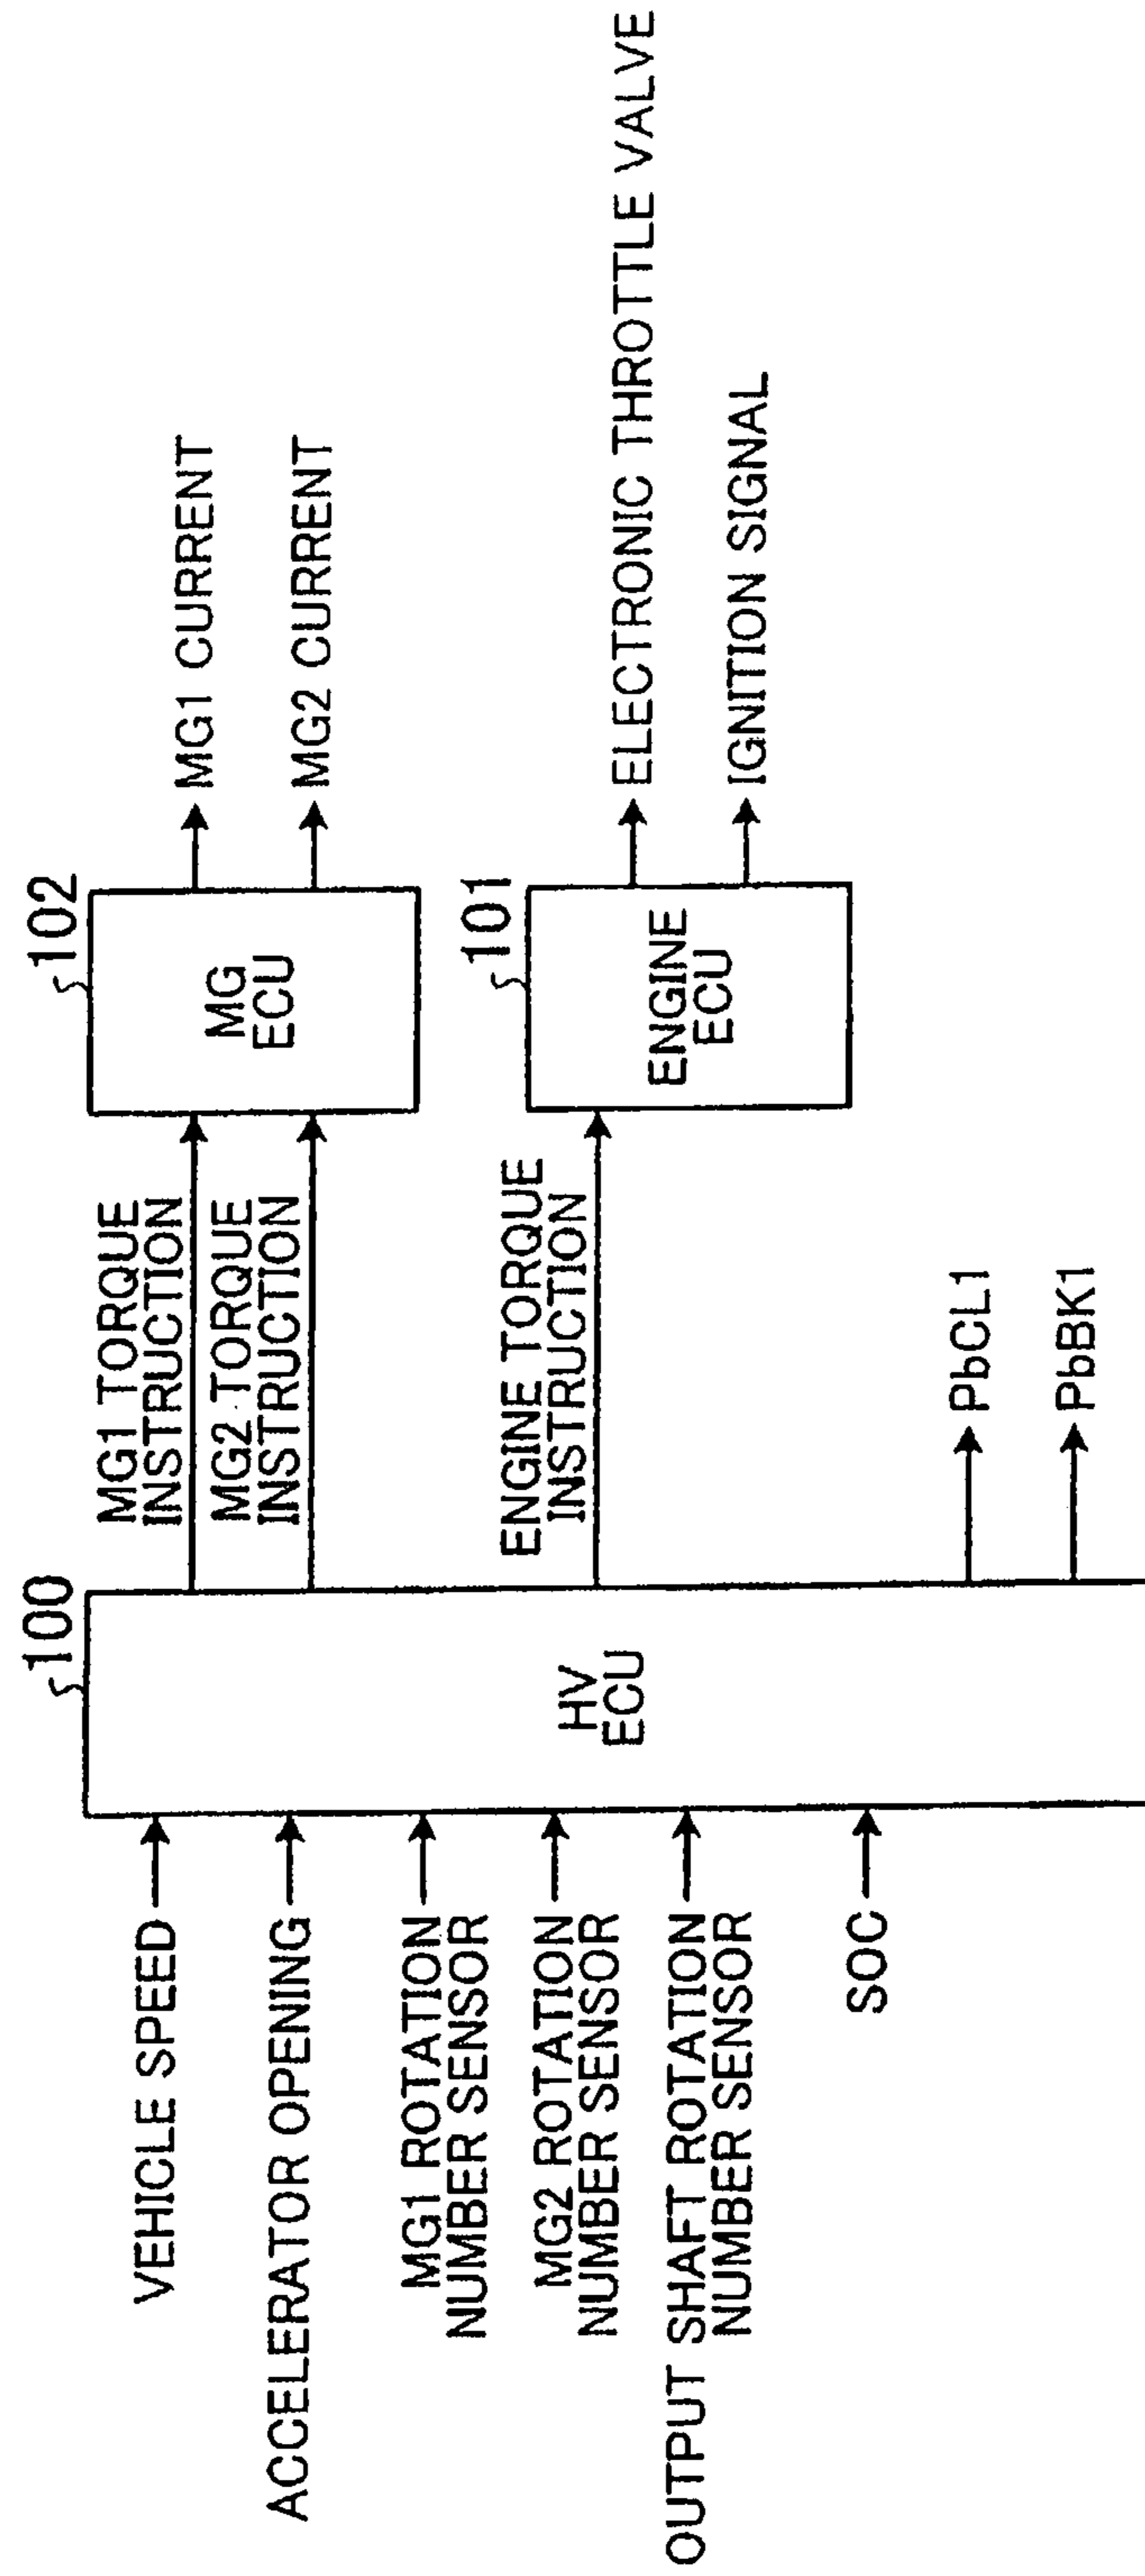 VEHICLE SPEED
ACCELERATOR OPENING
MG1 ROTATION
NUMBER SENSOR
MG2 ROTATION
NUMBER SENSOR
OUTPUT SHAFT ROTATION
NUMBER SENSOR
SOC
100
HV
ECU
MG1 TORQUE
INSTRUCTION
MG2 TORQUE
INSTRUCTION
ENGINE TORQUE
INSTRUCTION
PbCL1
PbBK1
102
MG
ECU
101
ENGINE
ECU
MG1 CURRENT
MG2 CURRENT
ELECTRONIC THROTTLE VALVE
IGNITION SIGNAL